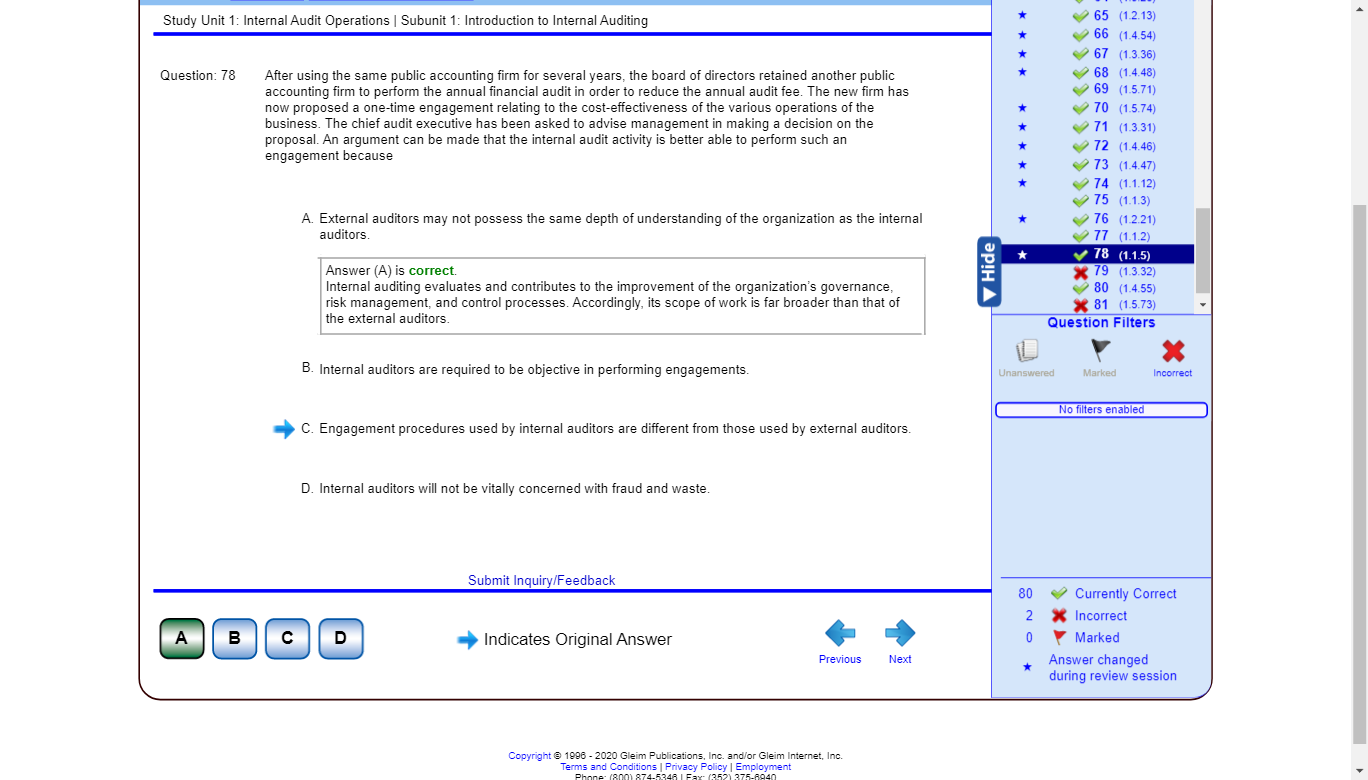 Study Unit 1: Internal Audit Operations | Subunit 1: Introduction to Internal Auditing
Question: 78
After using the same public accounting firm for several years, the board of directors retained another public
accounting firm to perform the annual financial audit in order to reduce the annual audit fee. The new firm has
now proposed a one-time engagement relating to the cost-effectiveness of the various operations of the
business. The chief audit executive has been asked to advise management in making a decision on the
proposal. An argument can be made that the internal audit activity is better able to perform such an
engagement because
A. External auditors may not possess the same depth of understanding of the organization as the internal
auditors.
Answer (A) is correct.
Internal auditing evaluates and contributes to the improvement of the organization's governance,
risk management, and control processes. Accordingly, its scope of work is far broader than that of
the external auditors.
B. Internal auditors are required to be objective in performing engagements.
C. Engagement procedures used by internal auditors are different from those used by external auditors.
D. Internal auditors will not be vitally concerned with fraud and waste.
Submit Inquiry/Feedback
A B C D
Indicates Original Answer
Previous Next
65 (1.2.13)
66 (1.4.54)
67 (1.3.36)
68 (1.4.48)
69 (1.5.71)
70 (1.5.74)
71 (1.3.31)
72 (1.4.46)
73 (1.4.47)
74 (1.1.12)
75 (1.1.3)
76 (1.2.21)
77 (1.1.2)
78 (1.1.5)
79 (1.3.32)
80 (1.4.55)
81 (1.5.73)
Hide
Question Filters
Unanswered Marked Incorrect
No filters enabled
80 Currently Correct
2 Incorrect
0 Marked
Answer changed
during review session
Copyright © 1996 - 2020 Gleim Publications, Inc. and/or Gleim Internet, Inc.
Terms and Conditions | Privacy Policy | Employment
Phone: (800) 874-5346 | Fax: (352) 375-6940